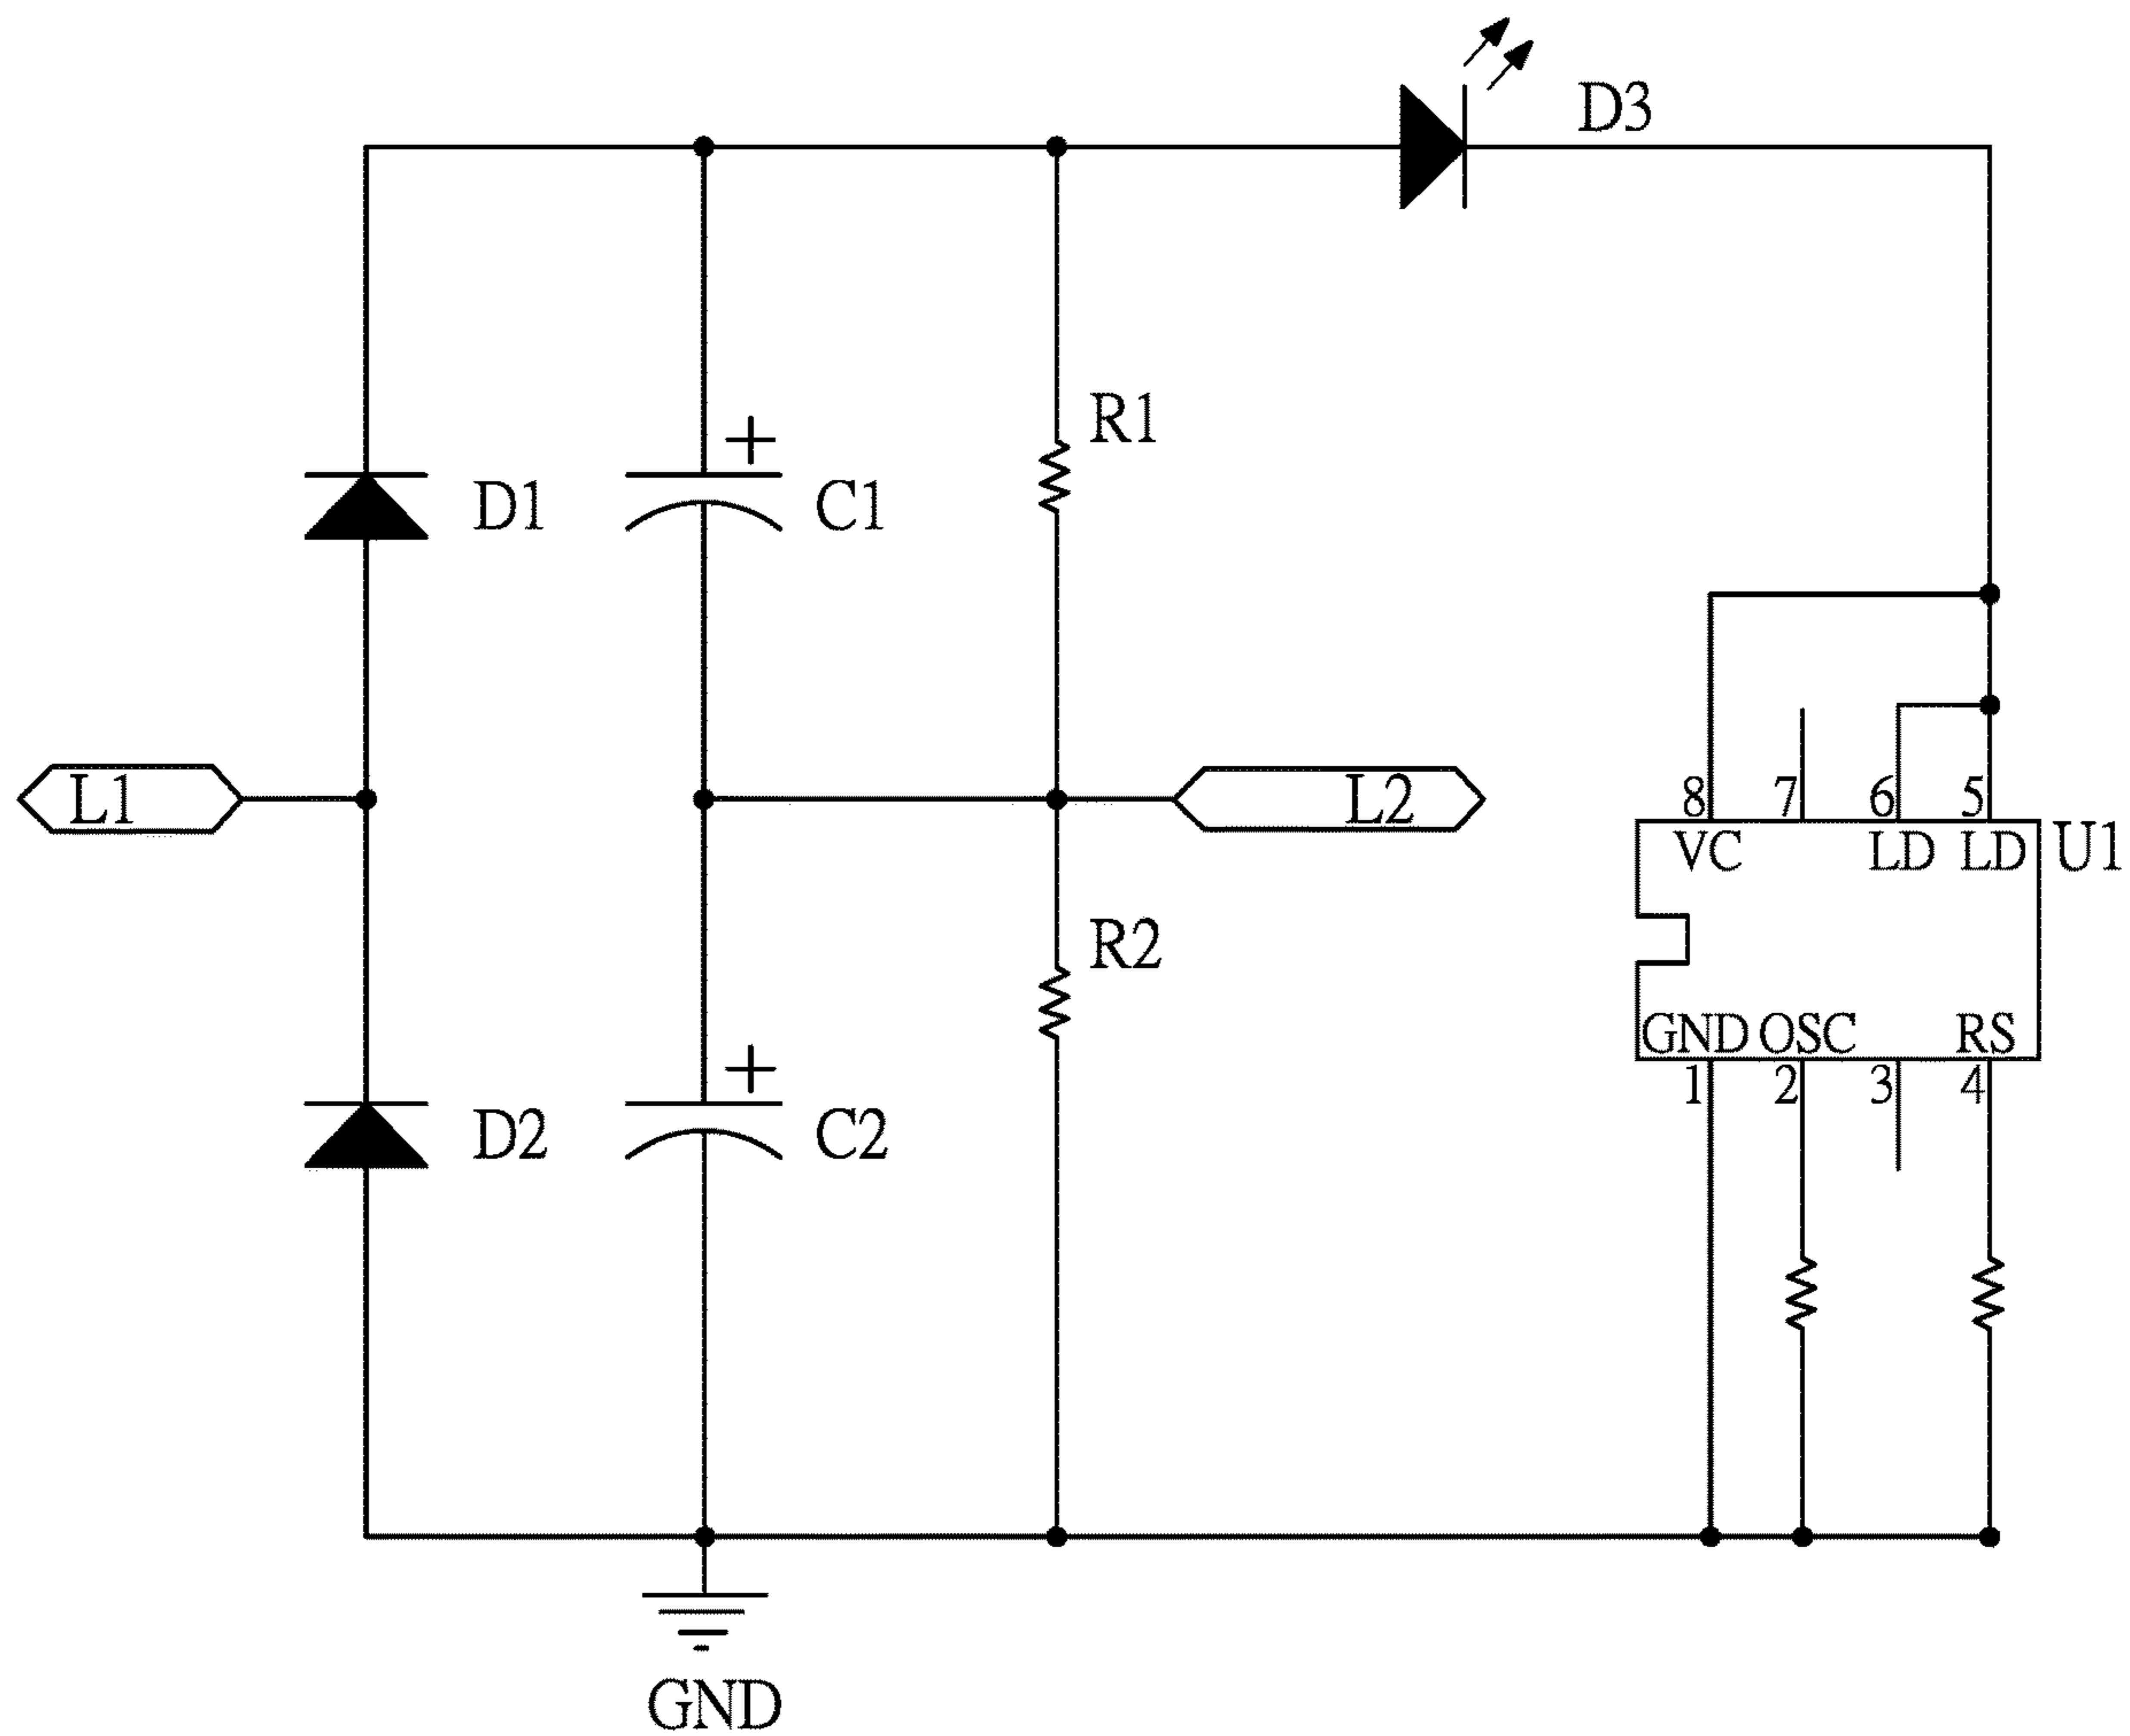 D3
R1
+
D1
C1
L1
L2
8 7 6 5
VC LD LD U1
R2
GND OSC RS
1 2 3 4
+
D2
C2
GND